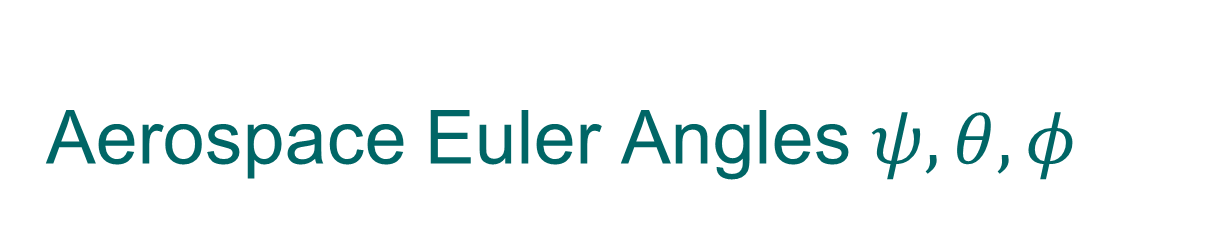 Aerospace Euler Angles 𝜓, 𝜃, 𝜙